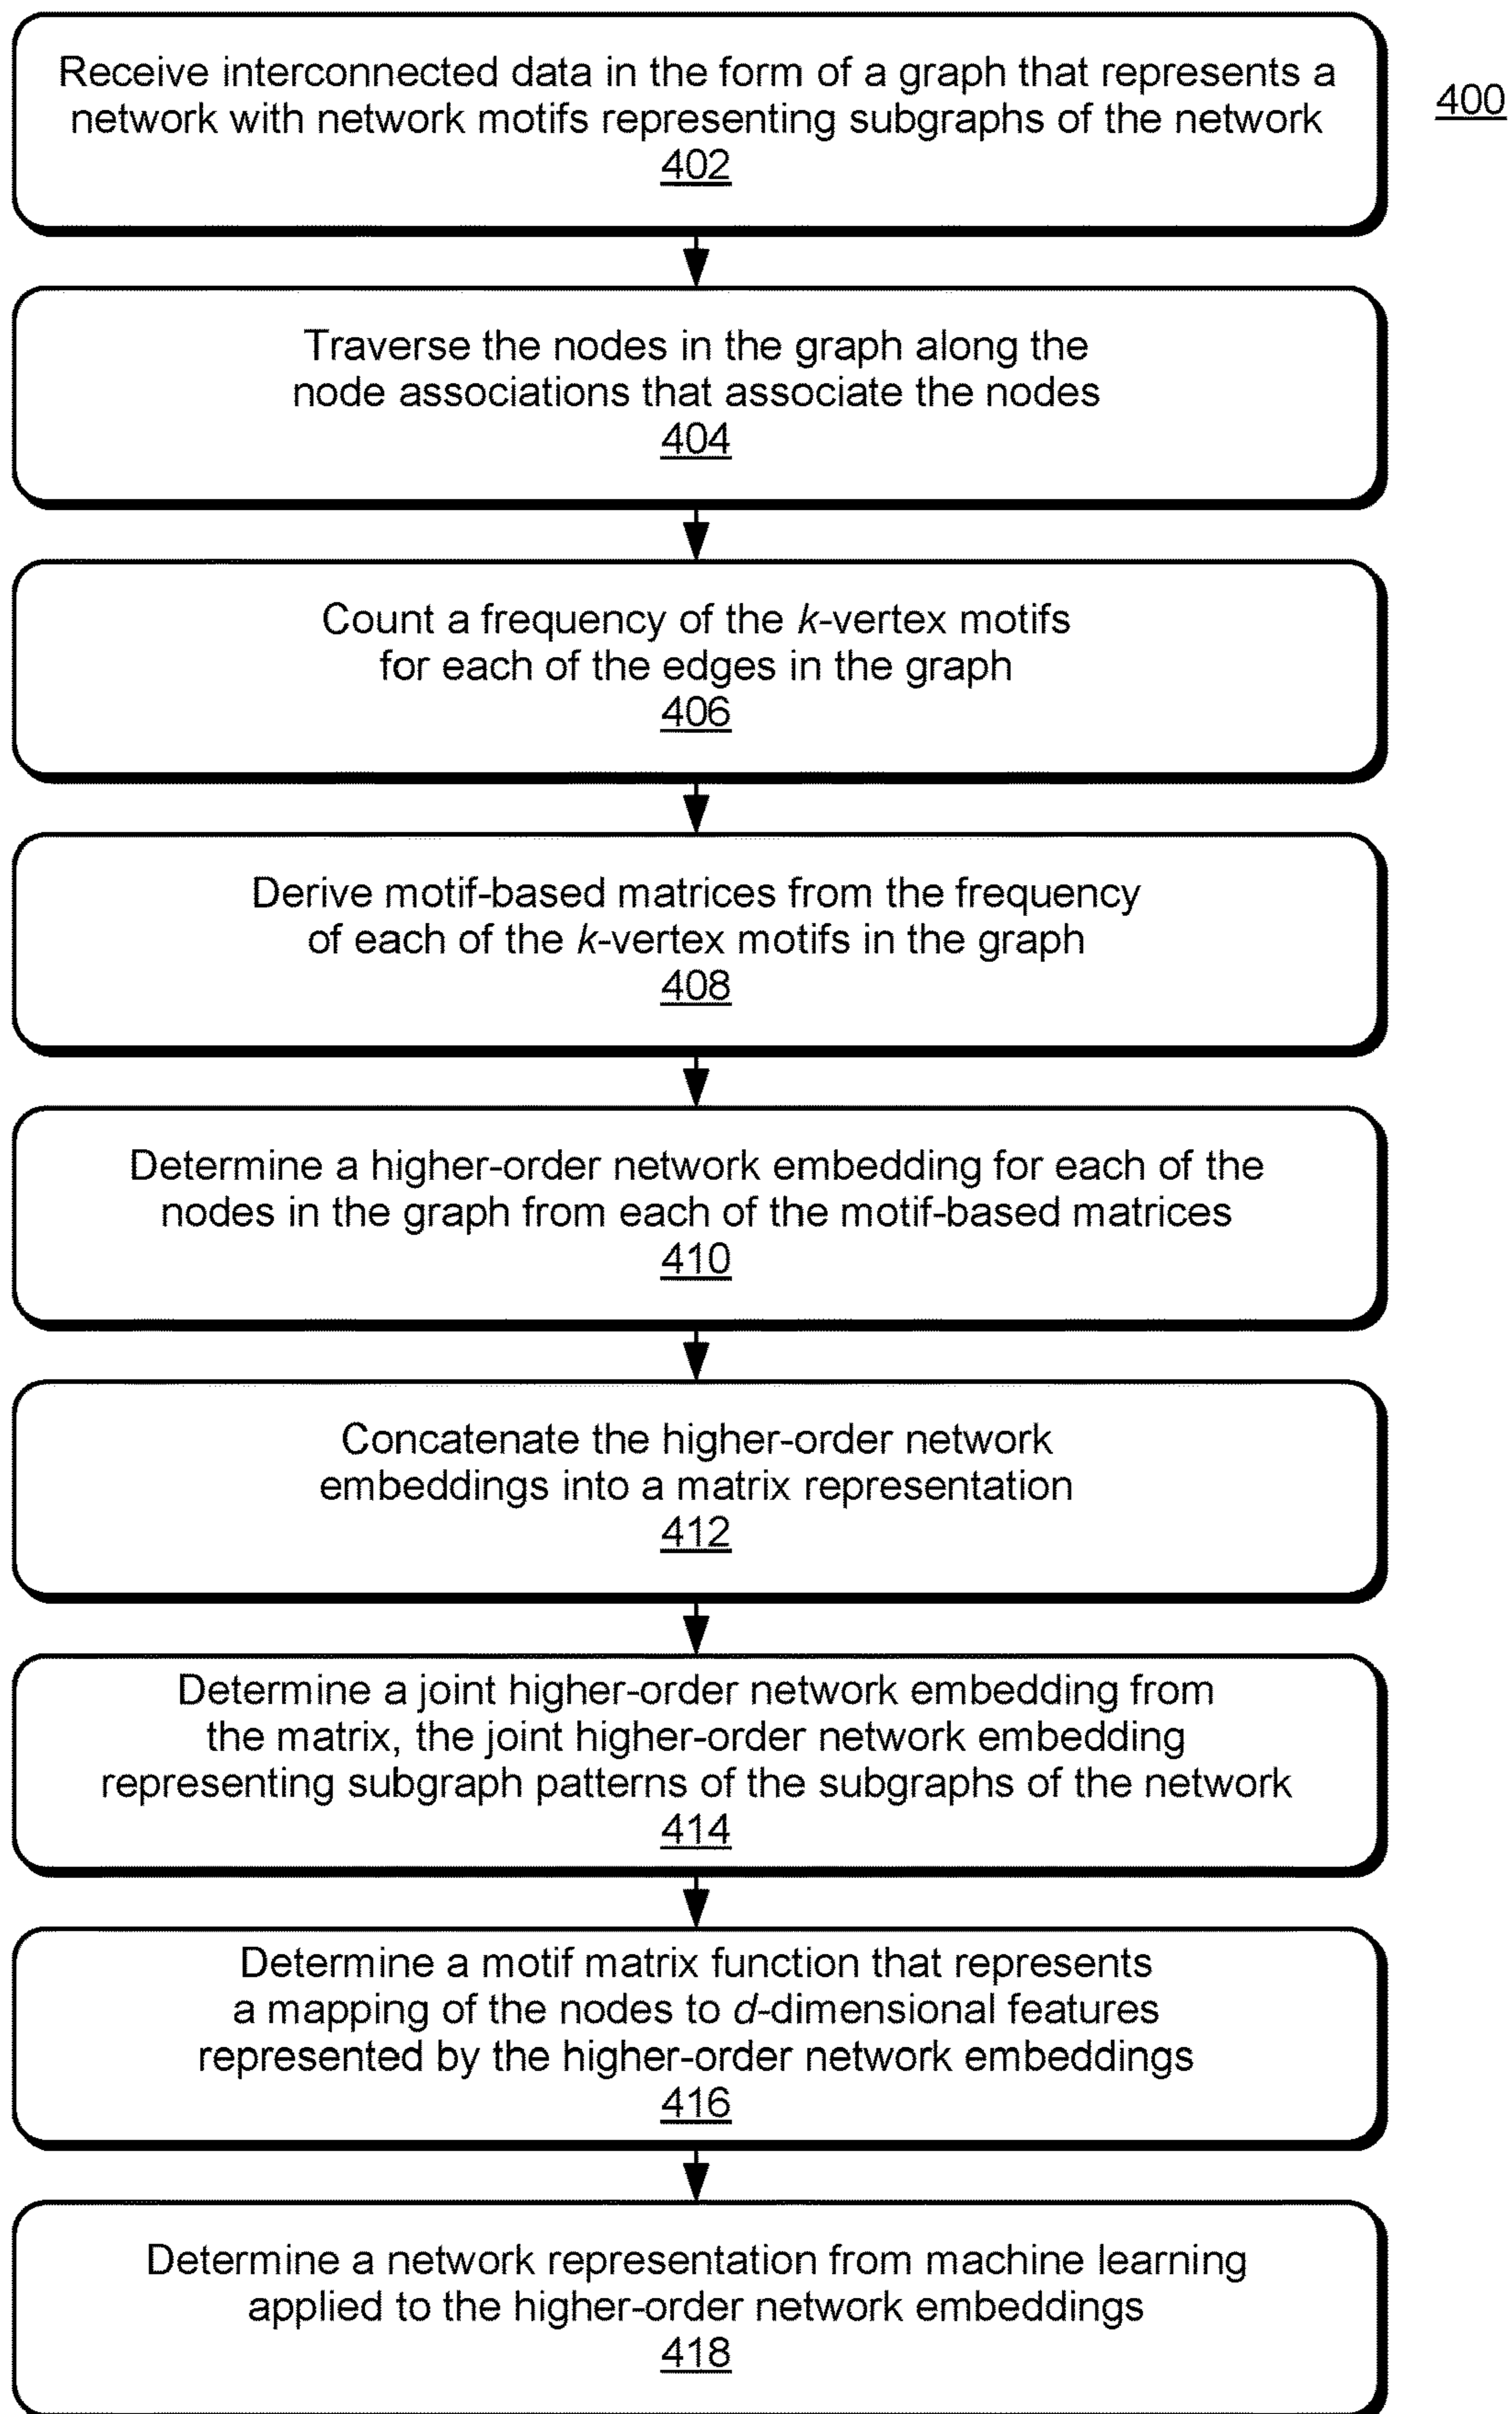 Receive interconnected data in the form of a graph that represents a
network with network motifs representing subgraphs of the network
402
400
Traverse the nodes in the graph along the
node associations that associate the nodes
404
Count a frequency of the k-vertex motifs
for each of the edges in the graph
406
Derive motif-based matrices from the frequency
of each of the k-vertex motifs in the graph
408
Determine a higher-order network embedding for each of the
nodes in the graph from each of the motif-based matrices
410
Concatenate the higher-order network
embeddings into a matrix representation
412
Determine a joint higher-order network embedding from
the matrix, the joint higher-order network embedding
representing subgraph patterns of the subgraphs of the network
414
Determine a motif matrix function that represents
a mapping of the nodes to d-dimensional features
represented by the higher-order network embeddings
416
Determine a network representation from machine learning
applied to the higher-order network embeddings
418